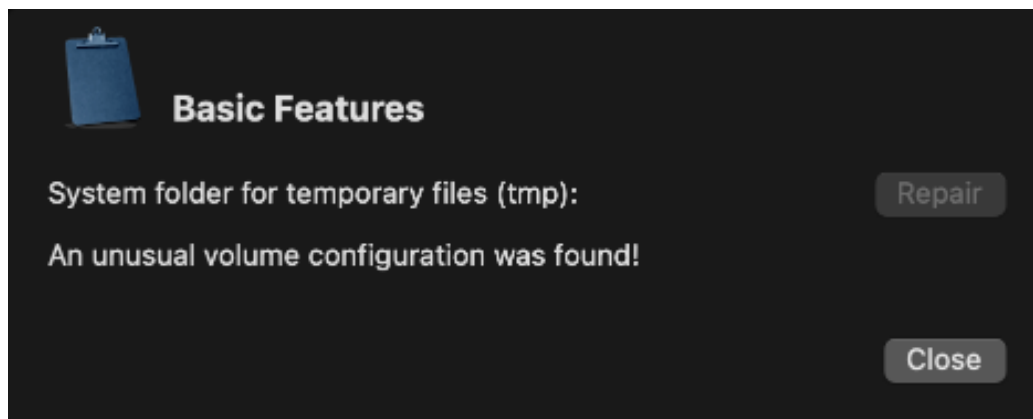 Basic Features
System folder for temporary files (tmp):
Repair
An unusual volume configuration was found!
Close